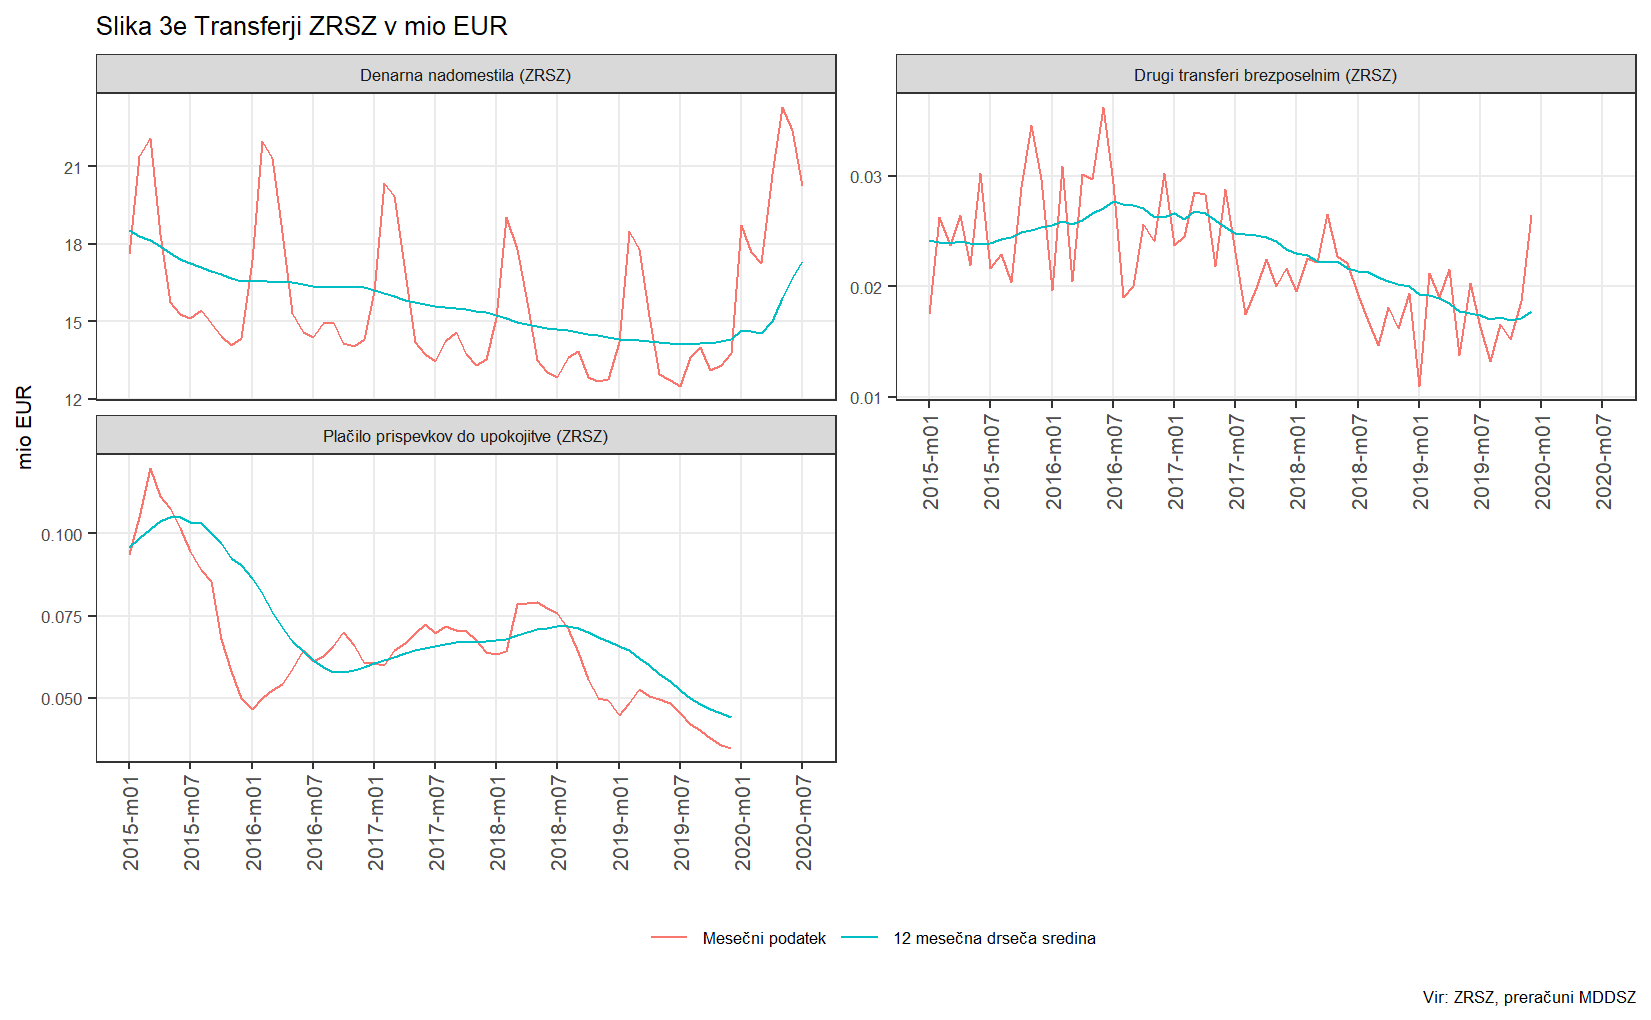 Slika 3e Transferji ZRSZ v mio EUR
Denarna nadomestila (ZRSZ)
21
18
15
12
Drugi transferi brezposelnim (ZRSZ)
0.03
0.02
0.01
2015-m01
2015-m07
2016-m01
2016-m07
2017-m01
2017-m07
2018-m01
2018-m07
2019-m01
2019-m07
2020-m01
2020-m07
mio EUR
Plačilo prispevkov do upokojitve (ZRSZ)
0.100
0.075
0.050
2015-m01
2015-m07
2016-m01
2016-m07
2017-m01
2017-m07
2018-m01
2018-m07
2019-m01
2019-m07
2020-m01
2020-m07
Mesečni podatek
12 mesečna drseča sredina
Vir: ZRSZ, preračuni MDDSZ